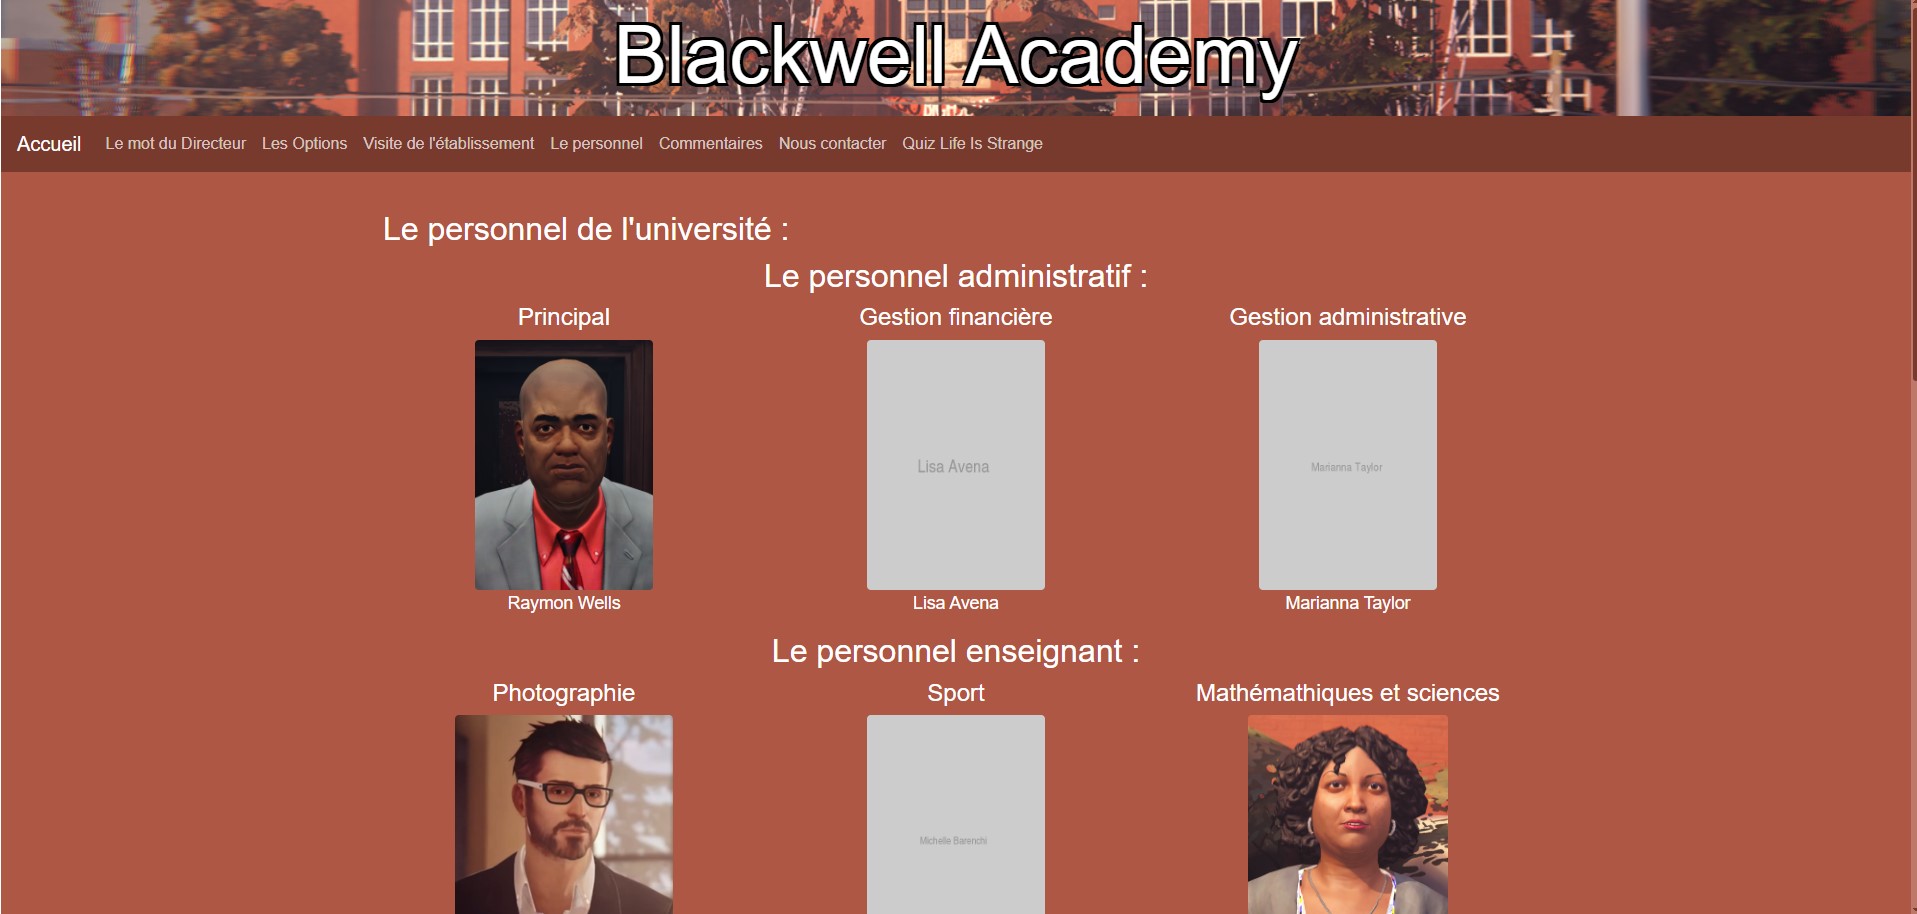 Blackwell Academy
Accueil Le mot du Directeur Les Options Visite de l'établissement Le personnel Commentaires Nous contacter Quiz Life Is Strange
Le personnel de l'université :
Le personnel administratif :
Principal Gestion financière Gestion administrative
Lisa Avena Marianna Taylor
Raymon Wells Lisa Avena Marianna Taylor
Le personnel enseignant :
Photographie Sport Mathémathiques et sciences
Michelle Barenchi